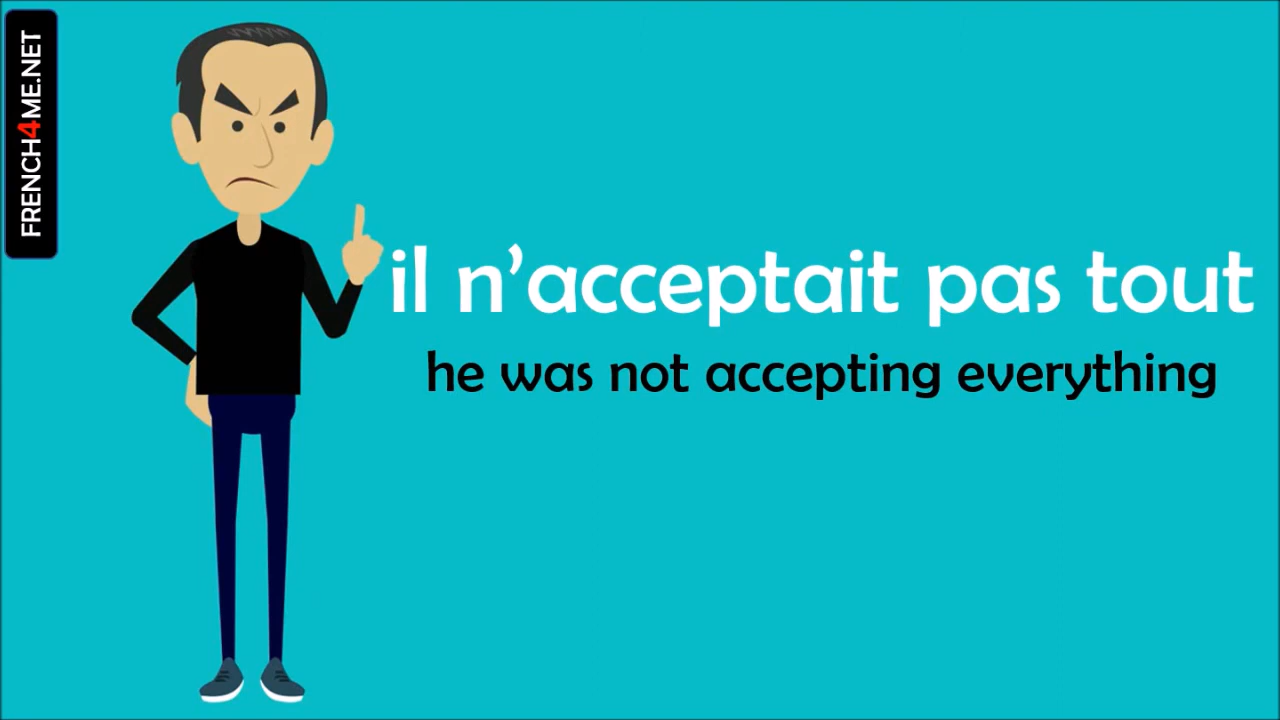 FRENCH4ME.NET
il n’acceptait pas tout
he was not accepting everything